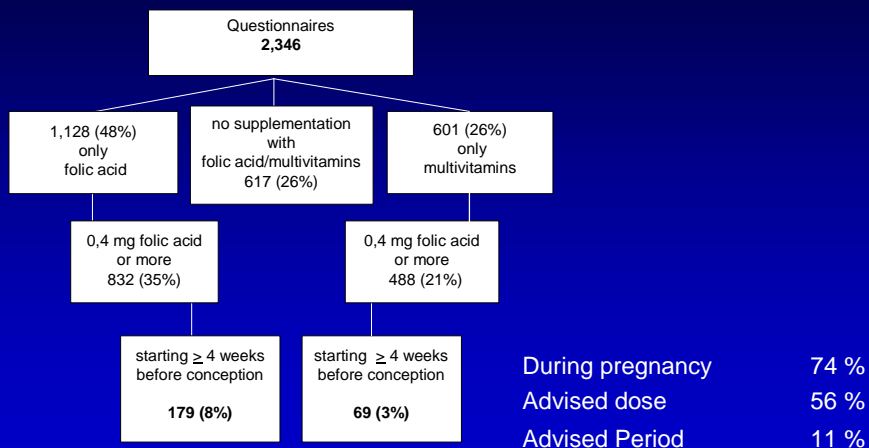 Questionnaires
2,346
1,128 (48%)
only
folic acid
no supplementation
with
folic acid/multivitamins
617 (26%)
601 (26%)
only
multivitamins
0,4 mg folic acid
or more
832 (35%)
0,4 mg folic acid
or more
488 (21%)
starting ≥ 4 weeks
before conception
179 (8%)
starting ≥ 4 weeks
before conception
69 (3%)
During pregnancy 74 %
Advised dose 56 %
Advised Period 11 %